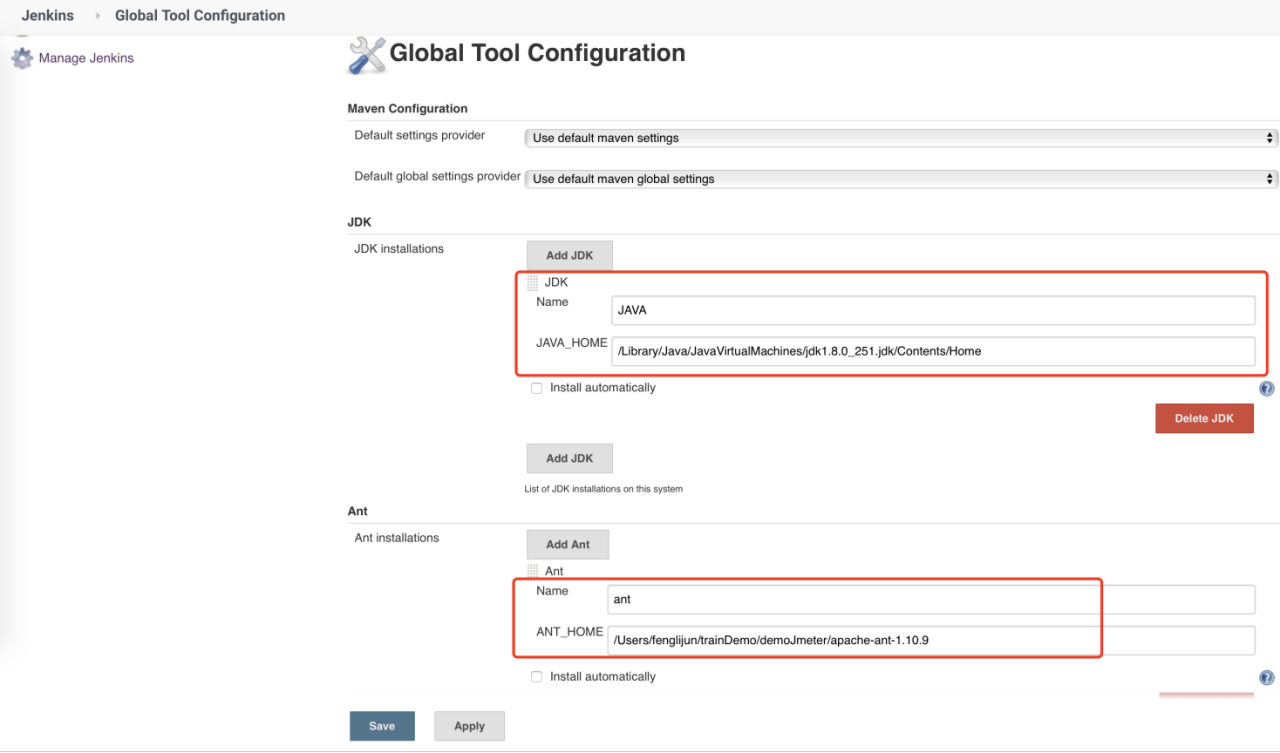 Jenkins Global Tool Configuration
Manage Jenkins
Global Tool Configuration
Maven Configuration
Default settings provider Use default maven settings
Default global settings provider Use default maven global settings
JDK
JDK installations Add JDK
JDK
Name JAVA
JAVA_HOME /Library/Java/JavaVirtualMachines/jdk1.8.0_251.jdk/Contents/Home
Install automatically
Delete JDK
Add JDK
List of JDK installations on this system
Ant
Ant installations Add Ant
Ant
Name ant
ANT_HOME /Users/fenglijun/trainDemo/demoJmeter/apache-ant-1.10.9
Install automatically
Save Apply